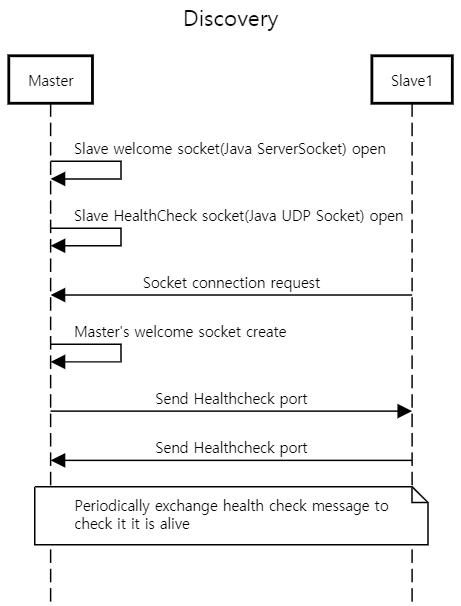 Discovery
Master
Slave1
Slave welcome socket(Java ServerSocket) open
Slave HealthCheck socket(Java UDP Socket) open
Socket connection request
Master's welcome socket create
Send Healthcheck port
Send Healthcheck port
Periodically exchange health check message to
check it it is alive